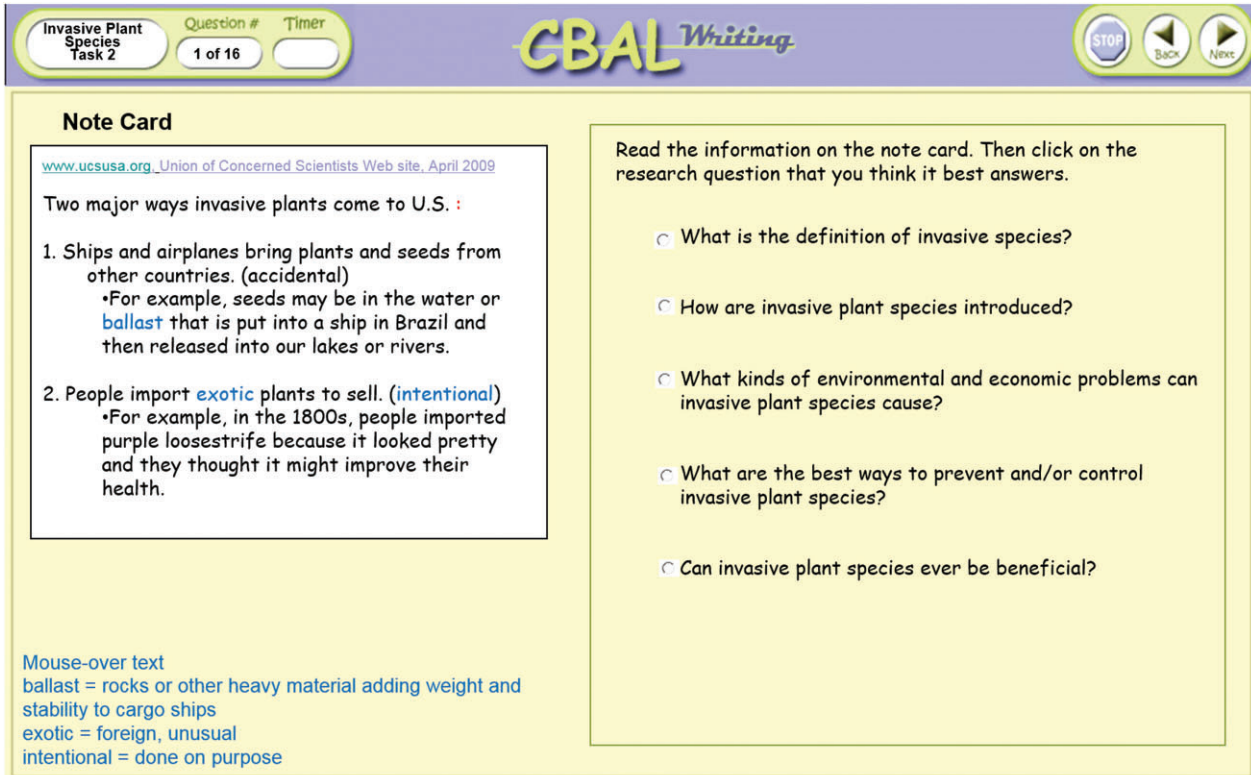 Invasive Plant
Species
Task 2
Question #
1 of 16
Timer
CBAL Writing
STOP
Back
Next
Note Card
www.ucsusa.org, Union of Concerned Scientists Web site, April 2009
Two major ways invasive plants come to U.S. :
1. Ships and airplanes bring plants and seeds from
other countries. (accidental)
•For example, seeds may be in the water or
ballast that is put into a ship in Brazil and
then released into our lakes or rivers.
2. People import exotic plants to sell. (intentional)
•For example, in the 1800s, people imported
purple loosestrife because it looked pretty
and they thought it might improve their
health.
Mouse-over text
ballast = rocks or other heavy material adding weight and
stability to cargo ships
exotic = foreign, unusual
intentional = done on purpose
Read the information on the note card. Then click on the
research question that you think it best answers.
What is the definition of invasive species?
How are invasive plant species introduced?
What kinds of environmental and economic problems can
invasive plant species cause?
What are the best ways to prevent and/or control
invasive plant species?
Can invasive plant species ever be beneficial?